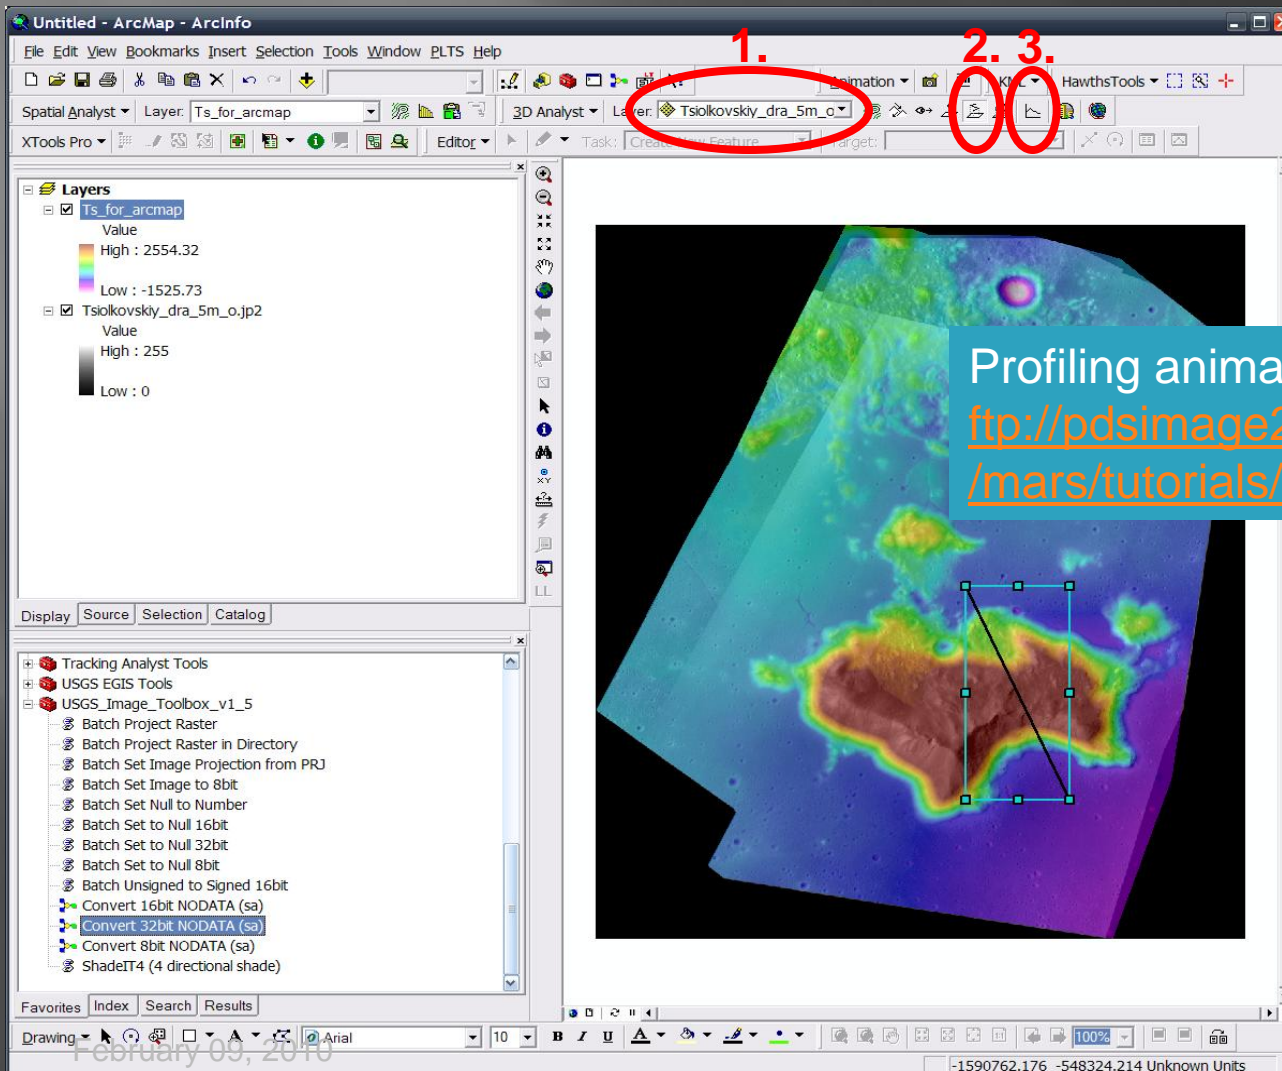 Untitled - ArcMap - ArcInfo
File Edit View Bookmarks Insert Selection Tools Window PLTS Help
1. 2. 3.
Animation KML HawthsTools
Spatial Analyst Layer: Ts_for_arcmap 3D Analyst Layer: Tsiolkovskiy_dra_5m_o
XTools Pro Editor Task: Create New Feature Target:
Layers
Ts_for_arcmap
Value
High : 2554.32
Low : -1525.73
Tsiolkovskiy_dra_5m_o.jp2
Value
High : 255
Low : 0
Display Source Selection Catalog
Profiling anima
ftp://pdsimage2
/mars/tutorials/
Tracking Analyst Tools
USGS EGIS Tools
USGS_Image_Toolbox_v1_5
Batch Project Raster
Batch Project Raster in Directory
Batch Set Image Projection from PRJ
Batch Set Image to 8bit
Batch Set Null to Number
Batch Set to Null 16bit
Batch Set to Null 32bit
Batch Set to Null 8bit
Batch Unsigned to Signed 16bit
Convert 16bit NODATA (sa)
Convert 32bit NODATA (sa)
Convert 8bit NODATA (sa)
ShadeIT4 (4 directional shade)
Favorites Index Search Results
Drawing A Arial 10 B I U A 100%
February 09, 2010
-1590762.176 -548324.214 Unknown Units